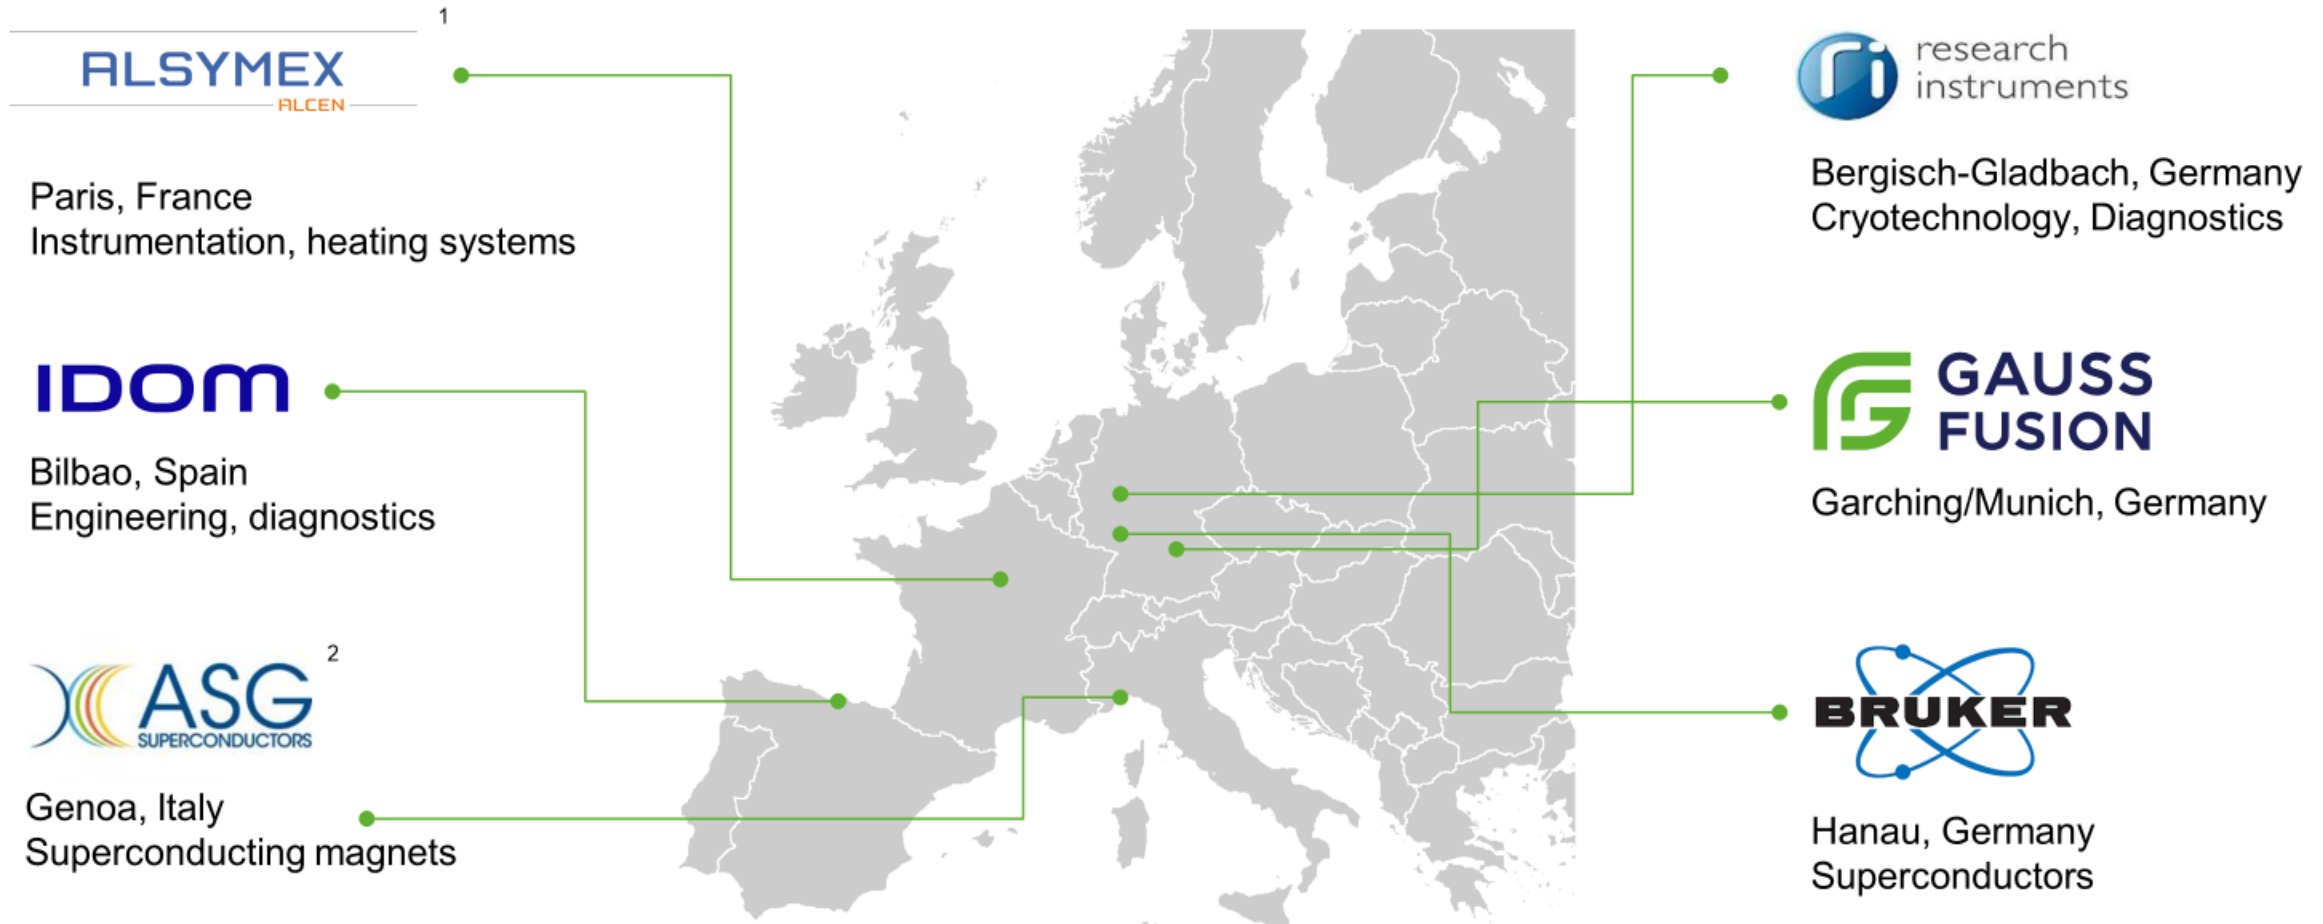 1
ALSYMEX
ALCEN
Paris, France
Instrumentation, heating systems
IDOM
Bilbao, Spain
Engineering, diagnostics
2
ASG
SUPERCONDUCTORS
Genoa, Italy
Superconducting magnets
ri research
instruments
Bergisch-Gladbach, Germany
Cryotechnology, Diagnostics
GAUSS
FUSION
Garching/Munich, Germany
BRUKER
Hanau, Germany
Superconductors